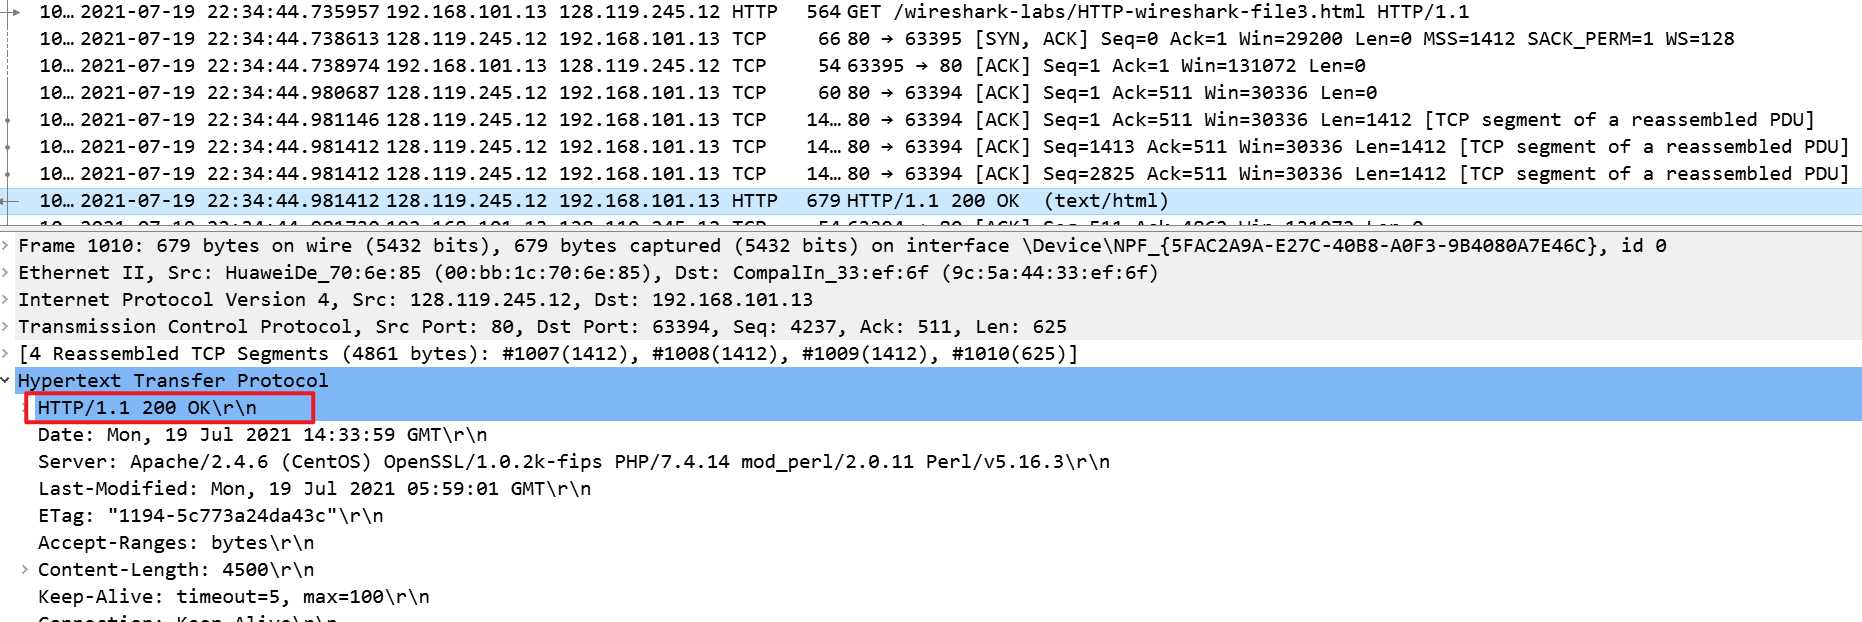 10… 2021-07-19 22:34:44.735957 192.168.101.13 128.119.245.12 HTTP 564 GET /wireshark-labs/HTTP-wireshark-file3.html HTTP/1.1
10… 2021-07-19 22:34:44.738613 128.119.245.12 192.168.101.13 TCP 66 80 → 63395 [SYN, ACK] Seq=0 Ack=1 Win=29200 Len=0 MSS=1412 SACK_PERM=1 WS=128
10… 2021-07-19 22:34:44.738974 192.168.101.13 128.119.245.12 TCP 54 63395 → 80 [ACK] Seq=1 Ack=1 Win=131072 Len=0
10… 2021-07-19 22:34:44.980687 128.119.245.12 192.168.101.13 TCP 60 80 → 63394 [ACK] Seq=1 Ack=511 Win=30336 Len=0
10… 2021-07-19 22:34:44.981146 128.119.245.12 192.168.101.13 TCP 14… 80 → 63394 [ACK] Seq=1 Ack=511 Win=30336 Len=1412 [TCP segment of a reassembled PDU]
10… 2021-07-19 22:34:44.981412 128.119.245.12 192.168.101.13 TCP 14… 80 → 63394 [ACK] Seq=1413 Ack=511 Win=30336 Len=1412 [TCP segment of a reassembled PDU]
10… 2021-07-19 22:34:44.981412 128.119.245.12 192.168.101.13 TCP 14… 80 → 63394 [ACK] Seq=2825 Ack=511 Win=30336 Len=1412 [TCP segment of a reassembled PDU]
10… 2021-07-19 22:34:44.981412 128.119.245.12 192.168.101.13 HTTP 679 HTTP/1.1 200 OK (text/html)
Frame 1010: 679 bytes on wire (5432 bits), 679 bytes captured (5432 bits) on interface \Device\NPF_{5FAC2A9A-E27C-40B8-A0F3-9B4080A7E46C}, id 0
Ethernet II, Src: HuaweiDe_70:6e:85 (00:bb:1c:70:6e:85), Dst: CompalIn_33:ef:6f (9c:5a:44:33:ef:6f)
Internet Protocol Version 4, Src: 128.119.245.12, Dst: 192.168.101.13
Transmission Control Protocol, Src Port: 80, Dst Port: 63394, Seq: 4237, Ack: 511, Len: 625
[4 Reassembled TCP Segments (4861 bytes): #1007(1412), #1008(1412), #1009(1412), #1010(625)]
Hypertext Transfer Protocol
HTTP/1.1 200 OK\r\n
Date: Mon, 19 Jul 2021 14:33:59 GMT\r\n
Server: Apache/2.4.6 (CentOS) OpenSSL/1.0.2k-fips PHP/7.4.14 mod_perl/2.0.11 Perl/v5.16.3\r\n
Last-Modified: Mon, 19 Jul 2021 05:59:01 GMT\r\n
ETag: "1194-5c773a24da43c"\r\n
Accept-Ranges: bytes\r\n
Content-Length: 4500\r\n
Keep-Alive: timeout=5, max=100\r\n